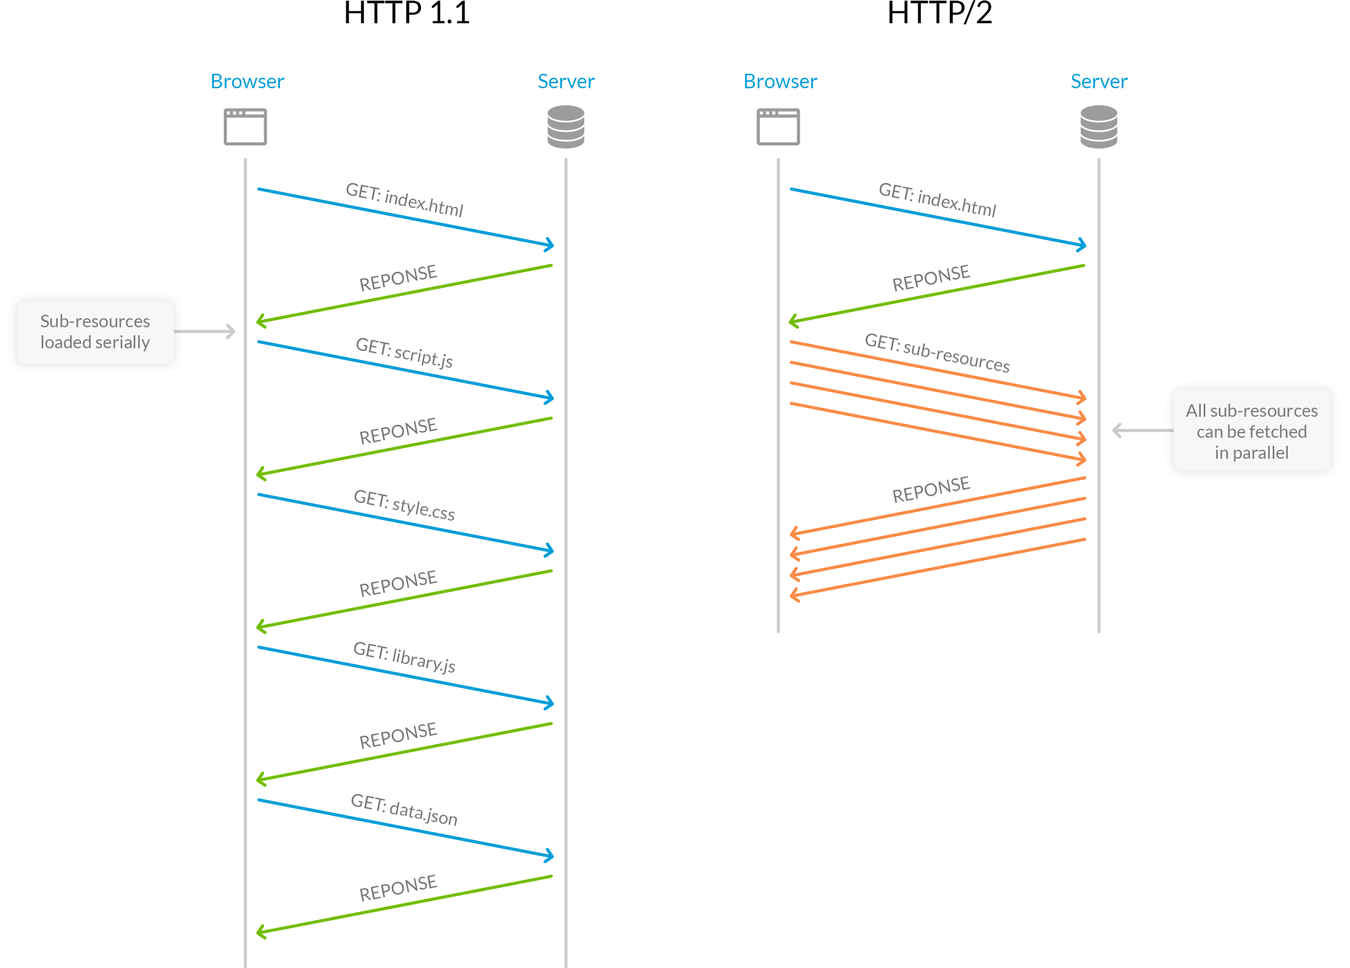 HTTP 1.1
Browser
Server
GET: index.html
REPONSE
Sub-resources
loaded serially
GET: script.js
REPONSE
GET: style.css
REPONSE
GET: library.js
REPONSE
GET: data.json
REPONSE
HTTP/2
Browser
Server
GET: index.html
REPONSE
GET: sub-resources
All sub-resources
can be fetched
in parallel
REPONSE